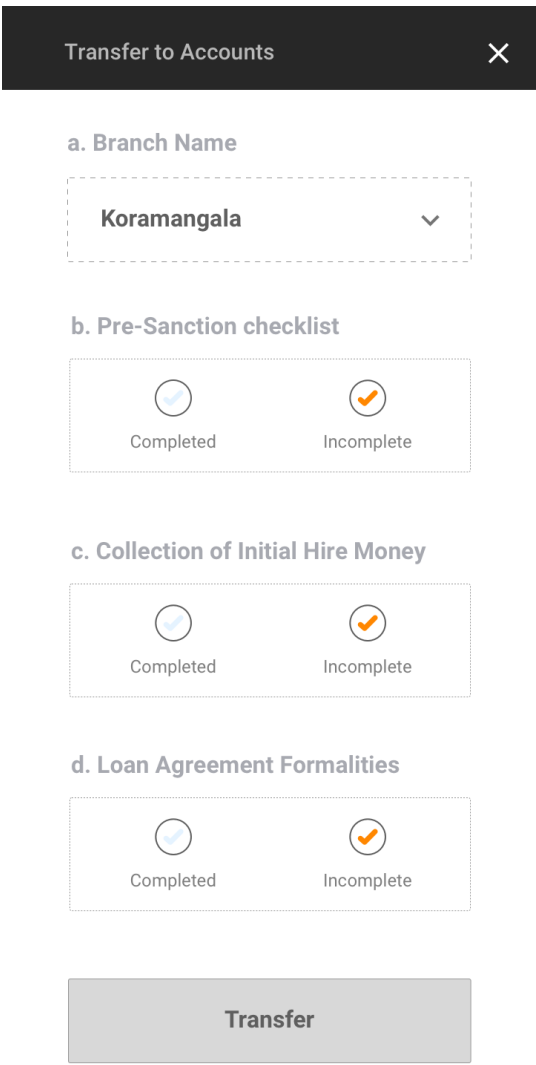 Transfer to Accounts
a. Branch Name
Koramangala
b. Pre-Sanction checklist
Completed Incomplete
c. Collection of Initial Hire Money
Completed Incomplete
d. Loan Agreement Formalities
Completed Incomplete
Transfer